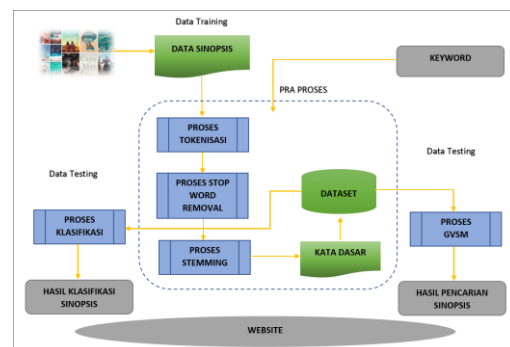 Data Training
DATA SINOPSIS
KEYWORD
PRA PROSES
PROSES
TOKENISASI
Data Testing
Data Testing
PROSES STOP
WORD
REMOVAL
DATASET
PROSES
KLASIFIKASI
PROSES
GVSM
PROSES
STEMMING
KATA DASAR
HASIL KLASIFIKASI
SINOPSIS
HASIL PENCARIAN
SINOPSIS
WEBSITE